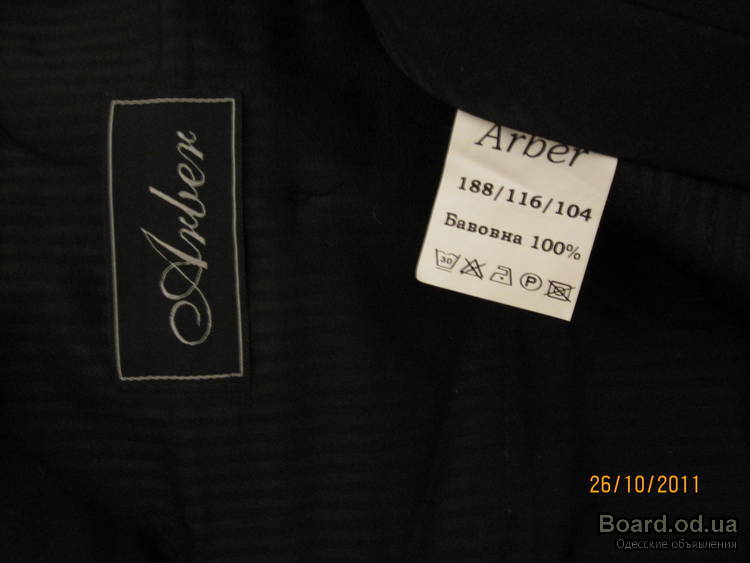 Arber
Arber
188/116/104
Бавовна 100%
30
P
26/10/2011
Board.od.ua
Одесские объявления